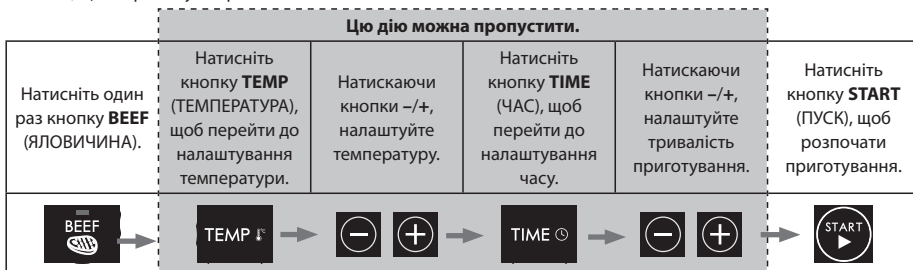 Цю дію можна пропустити.
Натисніть один
раз кнопку BEEF
(ЯЛОВИЧИНА).
Натисніть
кнопку TEMP
(ТЕМПЕРАТУРА),
щоб перейти до
налаштування
температури.
Натискаючи
кнопки –/+,
налаштуйте
температуру.
Натисніть
кнопку TIME
(ЧАС), щоб
перейти до
налаштування
часу.
Натискаючи
кнопки –/+,
налаштуйте
тривалість
приготування.
Натисніть
кнопку START
(ПУСК), щоб
розпочати
приготування.
BEEF
TEMP °C
TIME
START